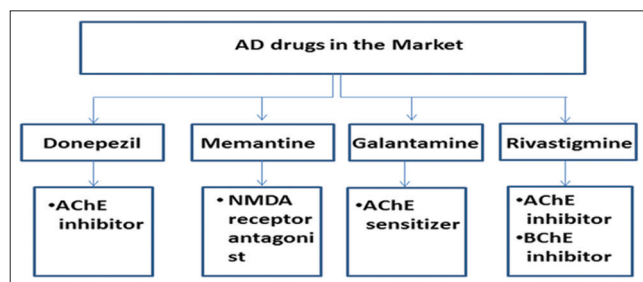 AD drugs in the Market
Donepezil
Memantine
Galantamine
Rivastigmine
•AChE
inhibitor
• NMDA
receptor
antagoni
st
•AChE
sensitizer
•AChE
inhibitor
•BChE
inhibitor